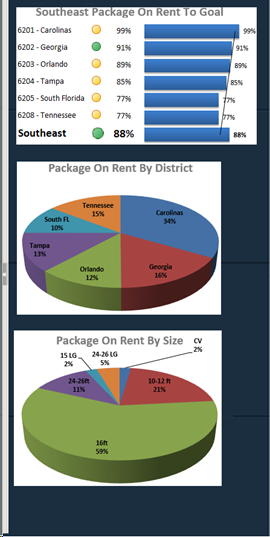 Southeast Package On Rent To Goal
6201 - Carolinas 99% 99%
6202 - Georgia 91% 91%
6203 - Orlando 89% 89%
6204 - Tampa 85% 85%
6205 - South Florida 77% 77%
6208 - Tennessee 77% 77%
Southeast 88% 88%
Package On Rent By District
Tennessee
15%
Carolinas
34%
South FL
10%
Tampa
13%
Orlando
12%
Georgia
16%
Package On Rent By Size
CV
2%
24-26 LG
5%
15 LG
2%
24-26ft
11%
10-12 ft
21%
16ft
59%